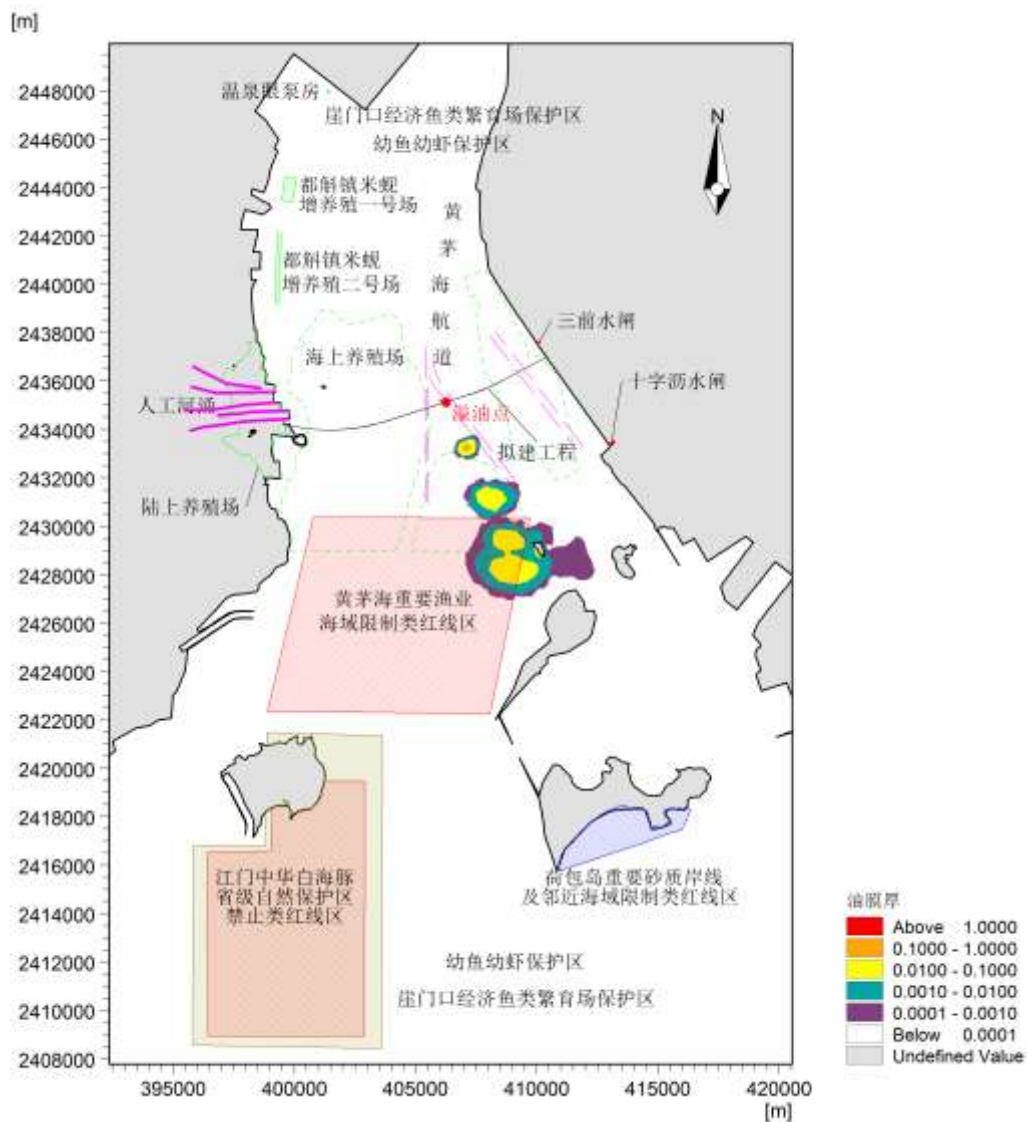 [m]
2448000
2446000
2444000
2442000
2440000
2438000
2436000
2434000
2432000
2430000
2428000
2426000
2424000
2422000
2420000
2418000
2416000
2414000
2412000
2410000
2408000
温泉眼泵房
崖门口经济鱼类繁育场保护区
幼鱼幼虾保护区
N
都斛镇米蚬
增养殖一号场
都斛镇米蚬
增养殖二号场
黄
茅
海
航
道
三前水闸
海上养殖场
十字沥水闸
人工河涌
溢油点
拟建工程
陆上养殖场
黄茅海重要渔业
海域限制类红线区
江门中华白海豚
省级自然保护区
禁止类红线区
荷包岛重要砂质岸线
及邻近海域限制类红线区
幼鱼幼虾保护区
崖门口经济鱼类繁育场保护区
油膜厚
Above 1.0000
0.1000 - 1.0000
0.0100 - 0.1000
0.0010 - 0.0100
0.0001 - 0.0010
Below 0.0001
Undefined Value
395000
400000
405000
410000
415000
420000
[m]